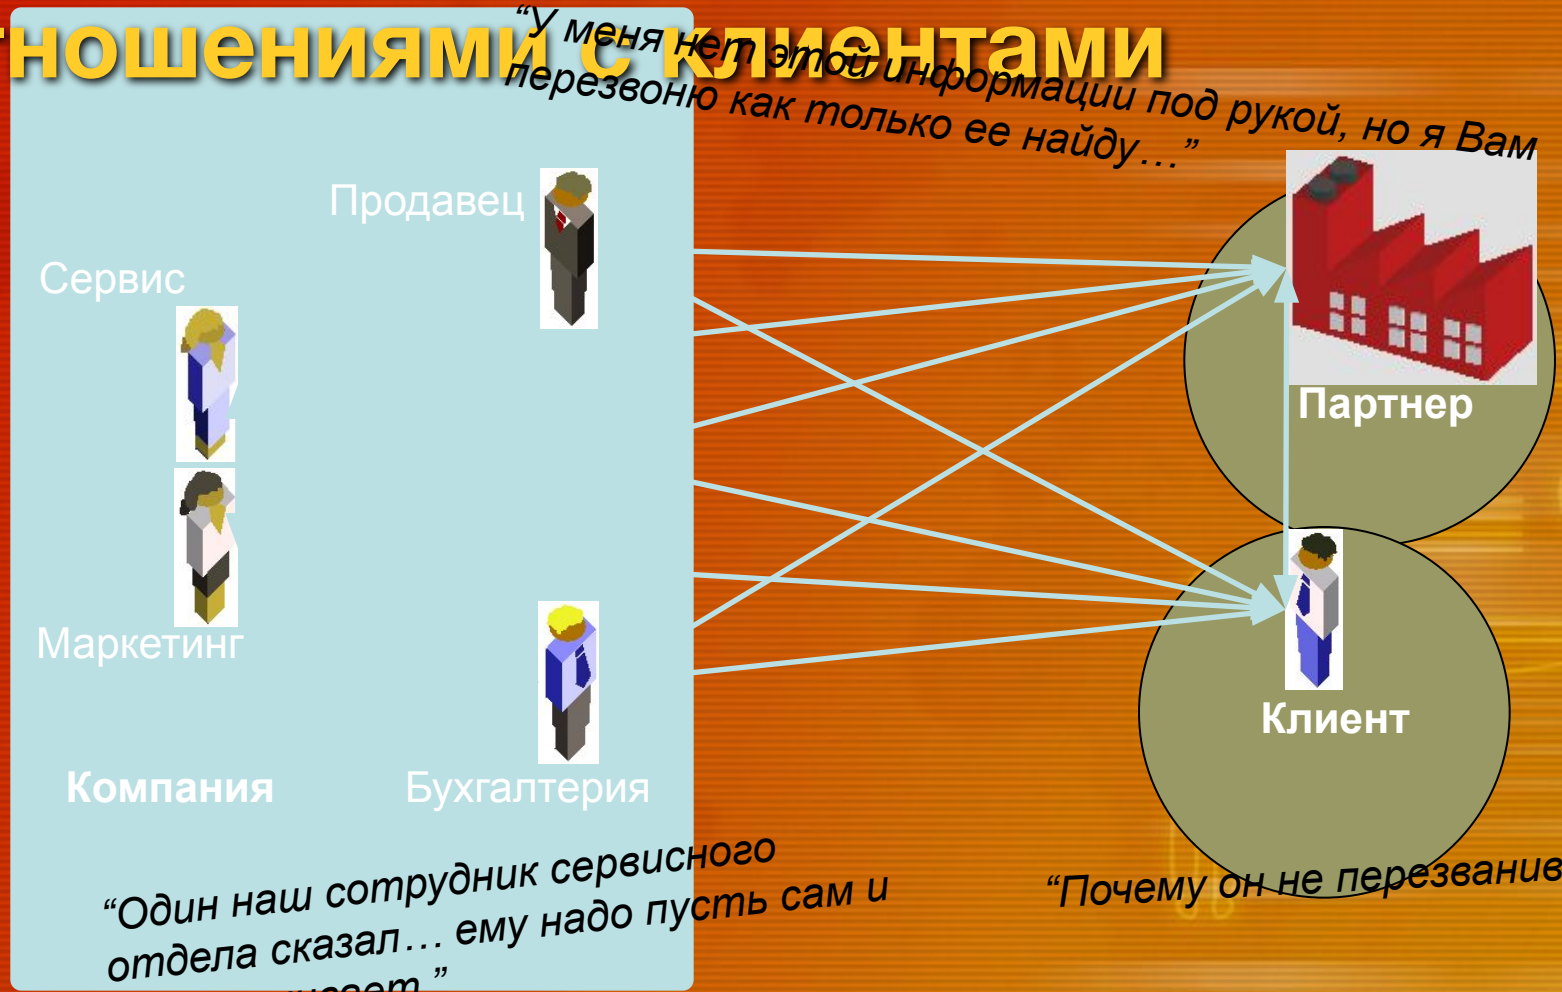 ношениями с клиентами
“У меня нет этой информации под рукой, но я Вам
перезвоню как только ее найду…”
Продавец
Сервис
Партнер
Маркетинг
Клиент
Компания
Бухгалтерия
“Один наш сотрудник сервисного
отдела сказал… ему надо пусть сам и
“Почему он не перезванив